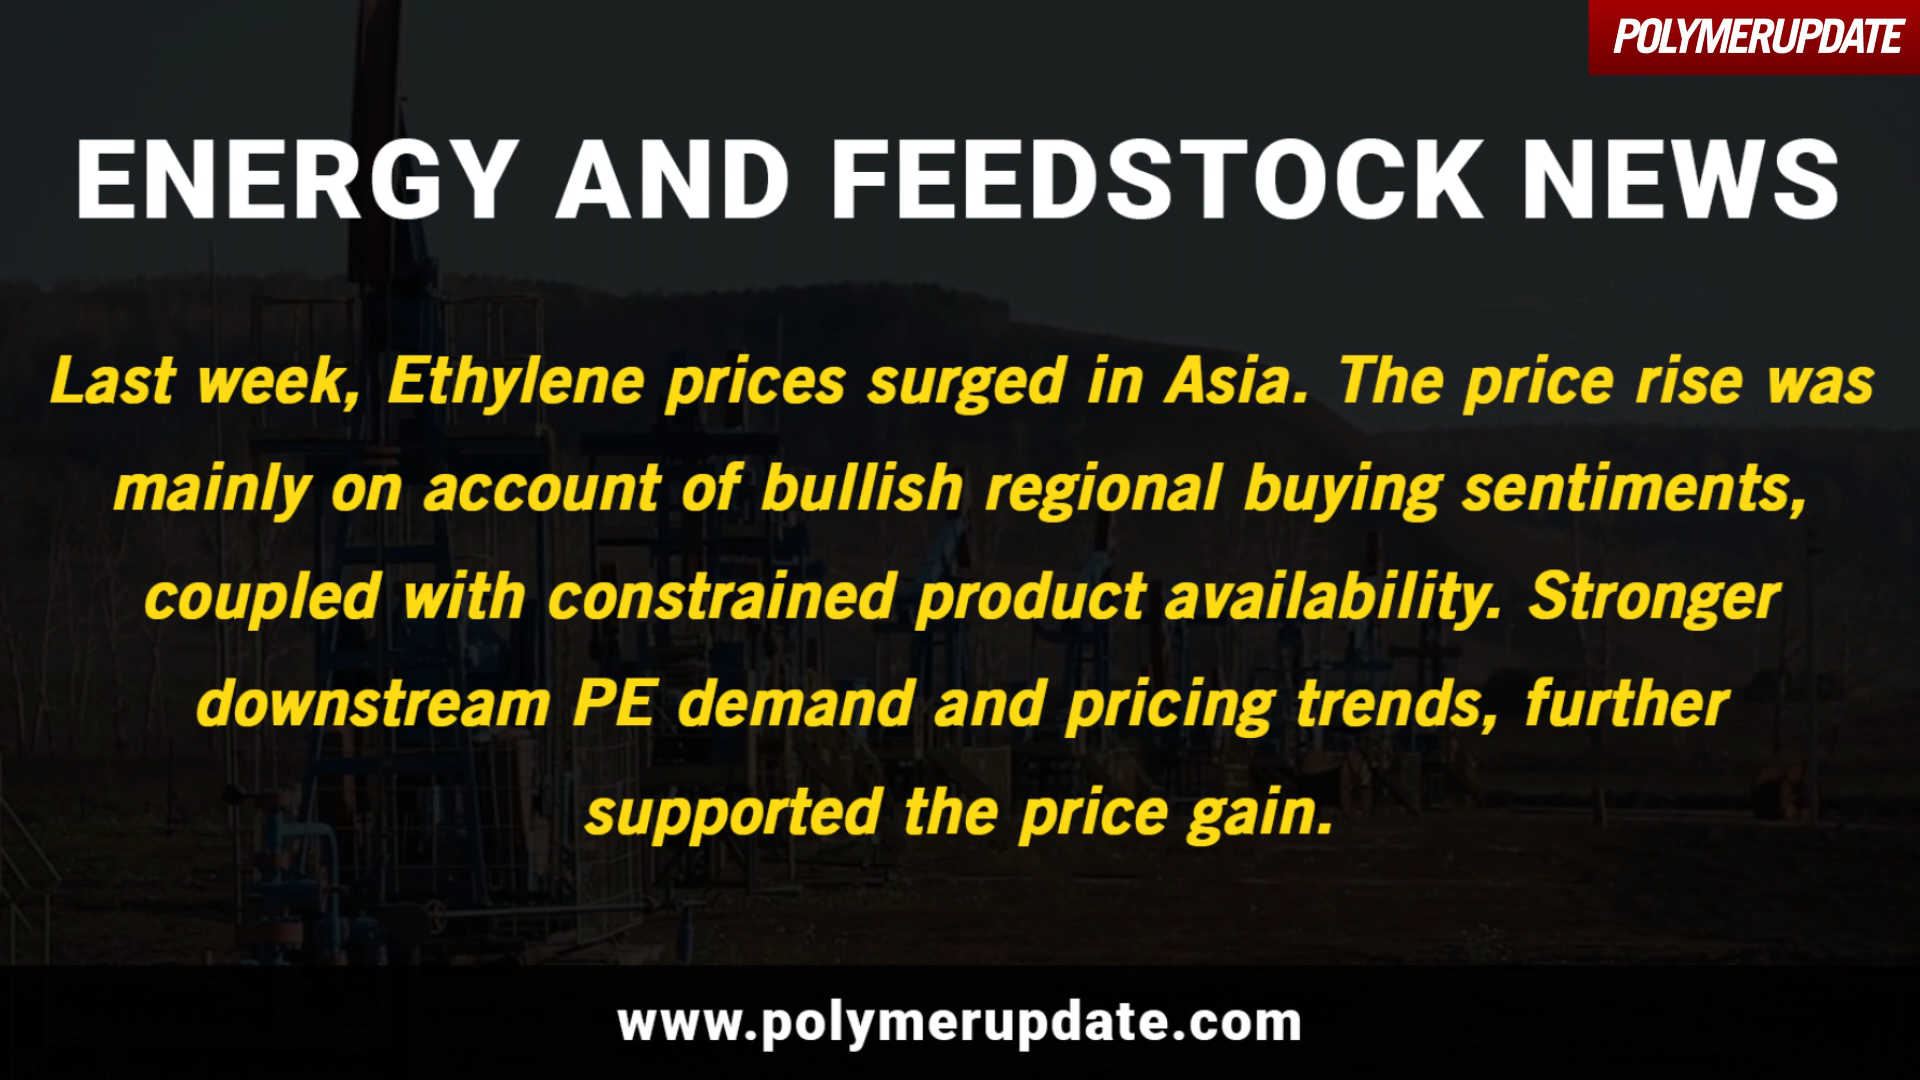 POLYMERUPDATE
ENERGY AND FEEDSTOCK NEWS
Last week, Ethylene prices surged in Asia. The price rise was
mainly on account of bullish regional buying sentiments,
coupled with constrained product availability. Stronger
downstream PE demand and pricing trends, further
supported the price gain.
www.polymerupdate.com